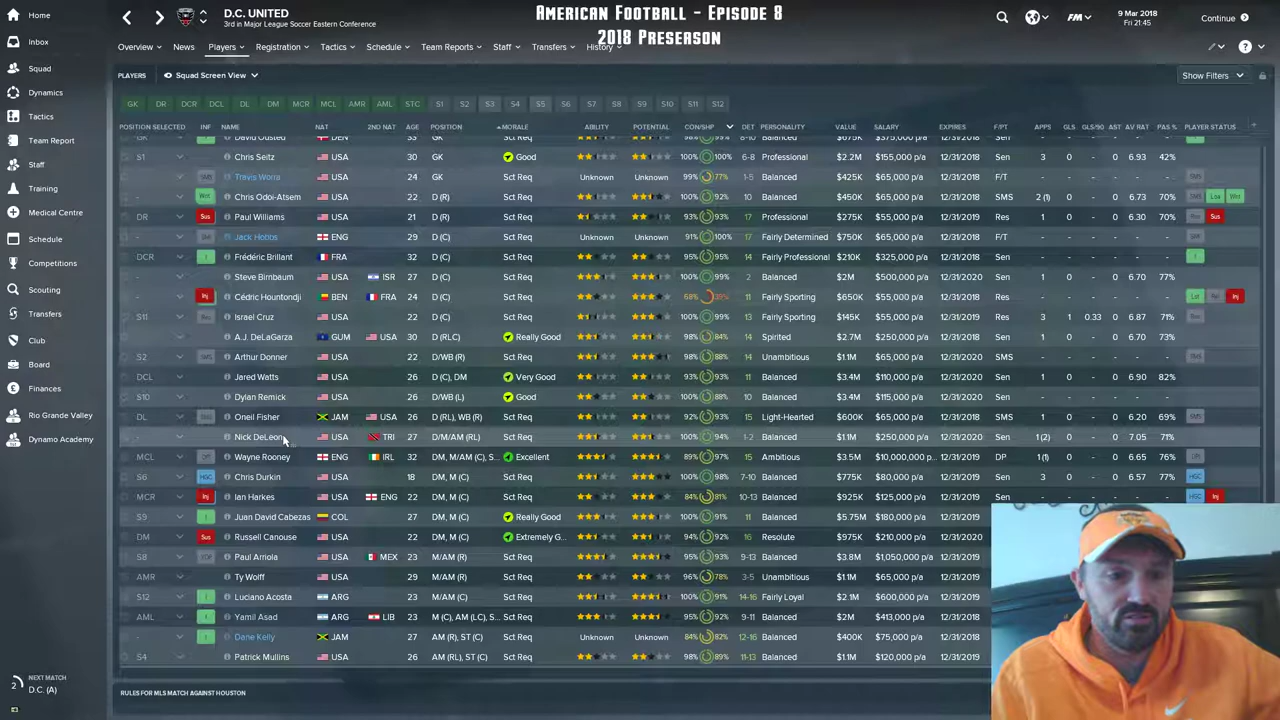 American Football - Episode 8
2018 Preseason
D.C. UNITED
3rd in Major League Soccer Eastern Conference
9 Mar 2018
Fri 21:45
FM
Continue
Overview News Players Registration Tactics Schedule Team Reports Staff Transfers History
Home
Inbox
Squad
Dynamics
Tactics
Team Report
Staff
Training
Medical Centre
Schedule
Competitions
Scouting
Transfers
Club
Board
Finances
Rio Grande Valley
Dynamo Academy
2 NEXT MATCH
D.C. (A)
PLAYERS Squad Screen View Show Filters
GK DR DCR DCL DL DM MCR MCL AMR AML STC S1 S2 S3 S4 S5 S6 S7 S8 S9 S10 S11 S12
POSITION SELECTED INF NAME NAT 2ND NAT AGE POSITION MORALE ABILITY POTENTIAL CON/SHP DET PERSONALITY VALUE SALARY EXPIRES F/PT APPS GLS GLS/90 AST AV RAT PAS % PLAYER STATUS
S1 Chris Seitz USA 30 GK Good 100% 100% 6-8 Professional $2.2M $155,000 p/a 12/31/2018 Sen 3 0 - 0 6.93 42%
Travis Worra USA 24 GK Sct Req Unknown Unknown 99% 77% 1-5 Balanced $425K $65,000 p/a 12/31/2018 F/T - - - - - -
- Wnt Chris Odoi-Atsem USA 22 D (R) Sct Req 100% 91% 10 Balanced $450K $65,000 p/a 12/31/2018 SMS 2 (1) 0 - 0 6.73 70% Wnt
DR Sus Paul Williams USA 21 D (R) Sct Req 93% 93% 17 Professional $275K $55,000 p/a 12/31/2019 Res 1 0 - 0 6.30 70% Sus
- Jack Hobbs ENG 29 D (C) Sct Req Unknown Unknown 91% 100% 17 Fairly Determined $750K $65,000 p/a 12/31/2018 F/T - - - - - -
DCR I Frédéric Brillant FRA 32 D (C) Sct Req 95% 95% 14 Fairly Professional $210K $325,000 p/a 12/31/2018 Sen - - - - - - I
- Steve Birnbaum USA ISR 27 D (C) Sct Req 100% 99% 2 Balanced $2M $500,000 p/a 12/31/2020 Sen 1 0 - 0 6.70 77%
- Inj Cédric Hountondji BEN FRA 24 D (C) Sct Req 68% 11 Fairly Sporting $650K $55,000 p/a 12/31/2018 Res - - - - - - Lst Inj
S11 Israel Cruz USA 22 D (C) Sct Req 100% 99% 13 Fairly Sporting $145K $55,000 p/a 12/31/2019 Res 3 1 0.33 0 6.87 71%
A.J. DeLaGarza GUM USA 30 D (RLC) Really Good 98% 84% 14 Spirited $2.7M $250,000 p/a 12/31/2020 Sen 1 0 - 0 6.70 73%
S2 Arthur Donner USA 22 D/WB (R) Sct Req 98% 88% 14 Unambitious $1.1M $65,000 p/a 12/31/2020 SMS - - - - - -
DCL Jared Watts USA 26 D (C), DM Very Good 93% 93% 11 Balanced $3.4M $110,000 p/a 12/31/2019 Sen 1 0 - 0 6.90 82%
S10 Dylan Remick USA 26 D/WB (L) Good 100% 88% 10 Balanced $3.4M $115,000 p/a 12/31/2020 Sen - - - - - -
DL Oneil Fisher JAM USA 26 D (RL), WB (R) Sct Req 92% 93% 15 Light-Hearted $600K $65,000 p/a 12/31/2018 SMS 1 0 - 0 6.20 69% SMS
- Nick DeLeon USA TRI 27 D/M/AM (RL) Sct Req 100% 94% 1-2 Balanced $1.1M $250,000 p/a 12/31/2020 Sen 1 (2) 0 - 0 7.05 71%
MCL Wayne Rooney ENG IRL 32 DM, M/AM (C), S... Excellent 89% 97% 15 Ambitious $3.5M $10,000,000 p... 12/31/2019 DP 1 (1) 0 - 0 6.65 76%
S6 HGC Chris Durkin USA 18 DM, M (C) Sct Req 100% 98% 7-10 Balanced $775K $80,000 p/a 12/31/2019 Sen 3 0 - 0 6.57 77% HGC
MCR Inj Ian Harkes USA ENG 22 DM, M (C) Sct Req 84% 81% 10-13 Balanced $925K $125,000 p/a 12/31/2019 Sen HGC Inj
S9 I Juan David Cabezas COL 27 DM, M (C) Really Good 100% 91% 11 Balanced $5.75M $180,000 p/a 12/31/2019
DM Sus Russell Canouse USA 22 DM, M (C) Extremely G... 94% 92% 16 Resolute $975K $210,000 p/a 12/31/2020
S8 Paul Arriola USA MEX 23 M/AM (R) Sct Req 95% 93% 9-13 Balanced $3.8M $1,050,000 p/a 12/31/2019
AMR Ty Wolff USA 29 M/AM (R) Sct Req 96% 78% 3-5 Unambitious $1.1M $65,000 p/a 12/31/2019
S12 I Luciano Acosta ARG 23 M/AM (C) Sct Req 100% 91% 14-16 Fairly Loyal $2.1M $600,000 p/a 12/31/2019
AML I Yamil Asad ARG LIB 23 M (C), AM (LC), S... Sct Req 95% 92% 9-11 Balanced $2M $413,000 p/a 12/31/2018
- I Dane Kelly JAM 27 AM (R), ST (C) Sct Req Unknown Unknown 84% 82% 12-16 Balanced $400K $75,000 p/a 12/31/2018
S4 Patrick Mullins USA 26 AM (RL), ST (C) Sct Req 98% 89% 11-13 Balanced $1.1M $120,000 p/a 12/31/2019
RULES FOR MLS MATCH AGAINST HOUSTON